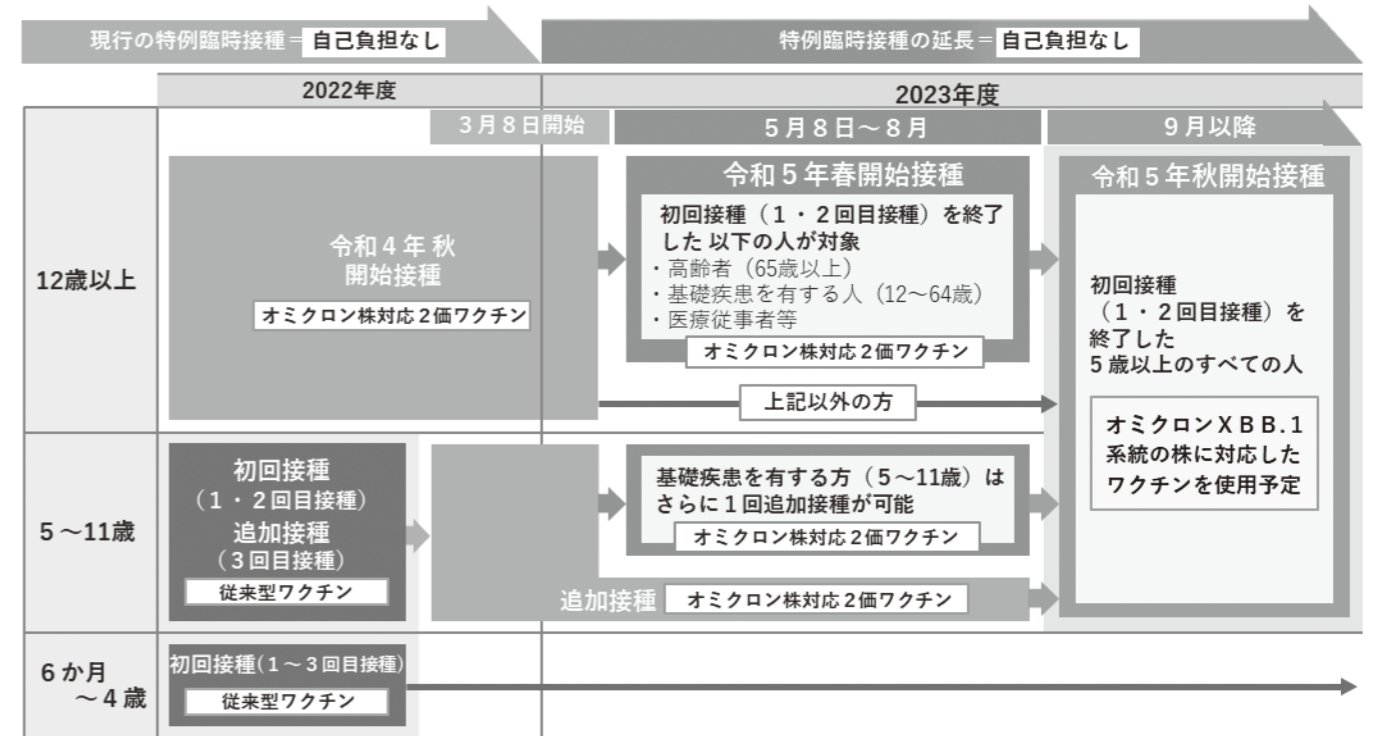 現行の特例臨時接種=自己負担なし
特例臨時接種の延長=自己負担なし
2022年度
2023年度
3月8日開始
5月8日~8月
9月以降
12歳以上
令和4年 秋
開始接種
オミクロン株対応2価ワクチン
令和5年春開始接種
初回接種(1・2回目接種)を終了
した 以下の人が対象
・高齢者(65歳以上)
・基礎疾患を有する人(12~64歳)
・医療従事者等
オミクロン株対応2価ワクチン
上記以外の方
令和5年秋開始接種
初回接種
(1・2回目接種)を
終了した
5歳以上のすべての人
オミクロンXBB.1
系統の株に対応した
ワクチンを使用予定
5~11歳
初回接種
(1・2回目接種)
追加接種
(3回目接種)
従来型ワクチン
基礎疾患を有する方(5~11歳)は
さらに1回追加接種が可能
オミクロン株対応2価ワクチン
追加接種 オミクロン株対応2価ワクチン
6か月
~4歳
初回接種(1~3回目接種)
従来型ワクチン